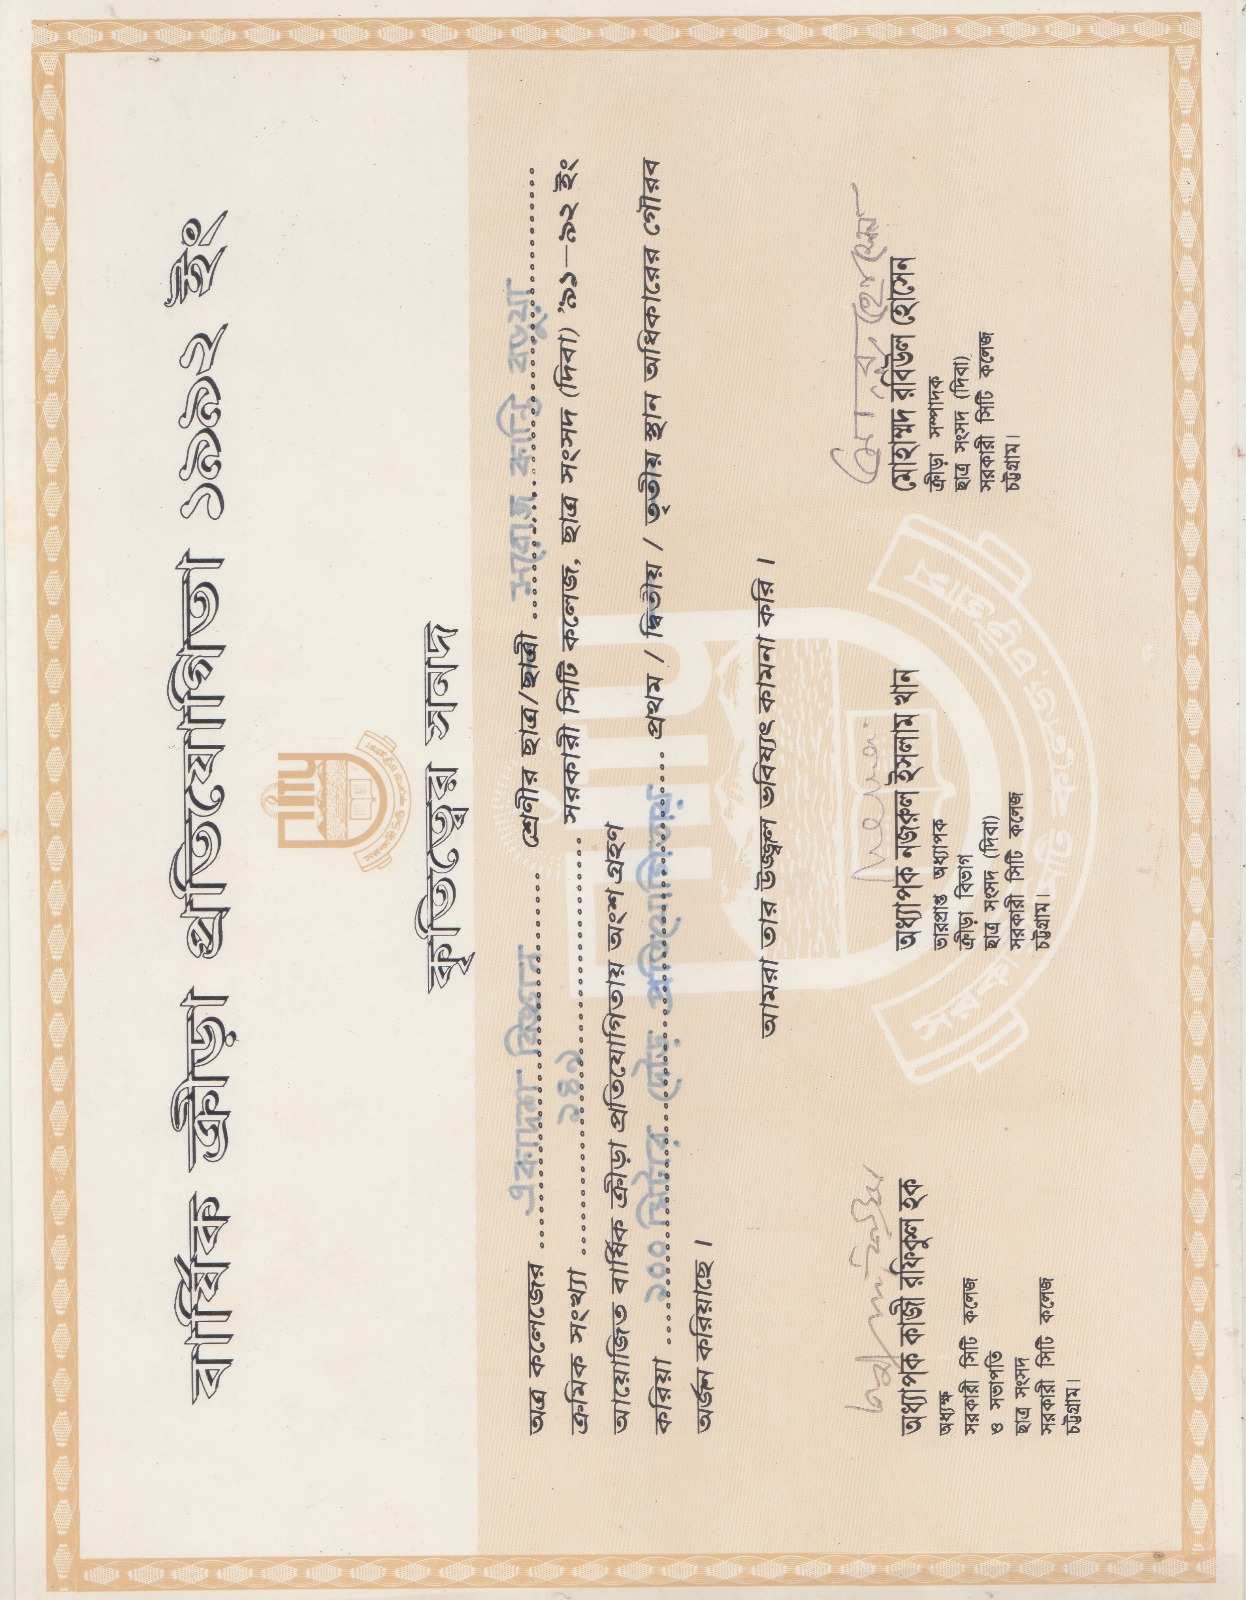 বার্ষিক ক্রীড়া প্রতিযোগিতা ১৯৯২ ইং
সরকারী সিটি কলেজ চট্টগ্রাম
কৃতিত্বের সনদ
অত্র কলেজের একাদশ বিজ্ঞান শ্রেণীর ছাত্র/ছাত্রী সরোজ কান্তি বড়ুয়া
ক্রমিক সংখ্যা ২৪৯ সরকারী সিটি কলেজ, ছাত্র সংসদ (দিবা) '৯১—৯২ ইং
আয়োজিত বার্ষিক ক্রীড়া প্রতিযোগিতায় অংশ গ্রহণ
করিয়া ২০০ মিটার দৌড় প্রতিযোগিতায় প্রথম / দ্বিতীয় / তৃতীয় স্থান অধিকারের গৌরব
অর্জন করিয়াছে ।
আমরা তার উজ্জ্বল ভবিষ্যৎ কামনা করি ।
মোঃ রবিউল হোসেন
অধ্যাপক কাজী রফিকুল হক
অধ্যক্ষ
সরকারী সিটি কলেজ
ও সভাপতি
ছাত্র সংসদ
সরকারী সিটি কলেজ
চট্টগ্রাম।
অধ্যাপক নজরুল ইসলাম খান
ভারপ্রাপ্ত অধ্যাপক
ক্রীড়া বিভাগ
ছাত্র সংসদ (দিবা)
সরকারী সিটি কলেজ
চট্টগ্রাম।
মোহাম্মদ রবিউল হোসেন
ক্রীড়া সম্পাদক
ছাত্র সংসদ (দিবা)
সরকারী সিটি কলেজ
চট্টগ্রাম।
সরকারী সিটি কলেজ, চট্টগ্রাম